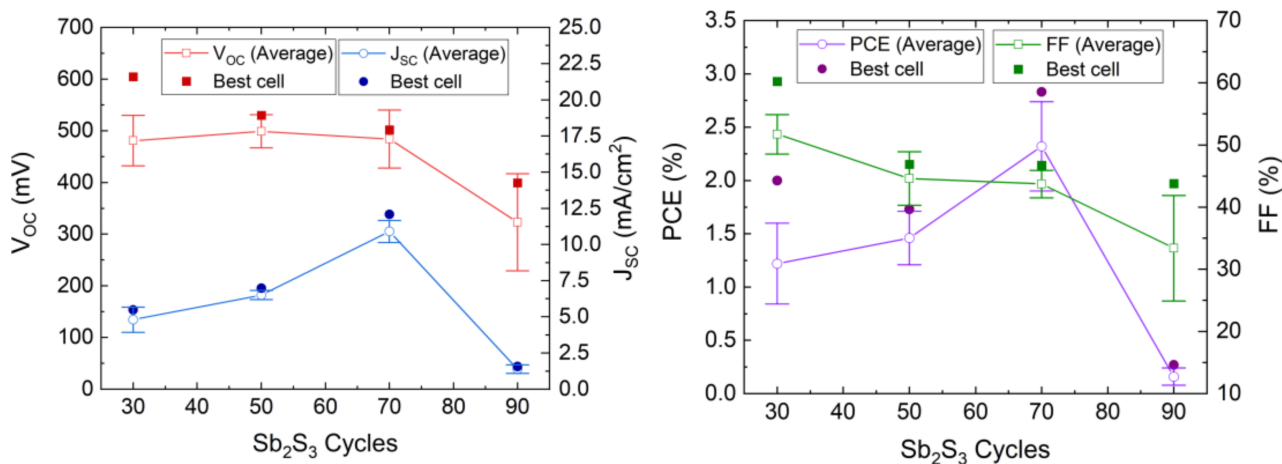 700
600
500
400
300
200
100
0
V_OC (mV)
V_OC (Average)
Best cell
J_SC (Average)
Best cell
25.0
22.5
20.0
17.5
15.0
12.5
10.0
7.5
5.0
2.5
0.0
J_SC (mA/cm²)
30 40 50 60 70 80 90
Sb₂S₃ Cycles
3.5
3.0
2.5
2.0
1.5
1.0
0.5
0.0
PCE (%)
PCE (Average)
Best cell
FF (Average)
Best cell
70
60
50
40
30
20
10
FF (%)
30 40 50 60 70 80 90
Sb₂S₃ Cycles